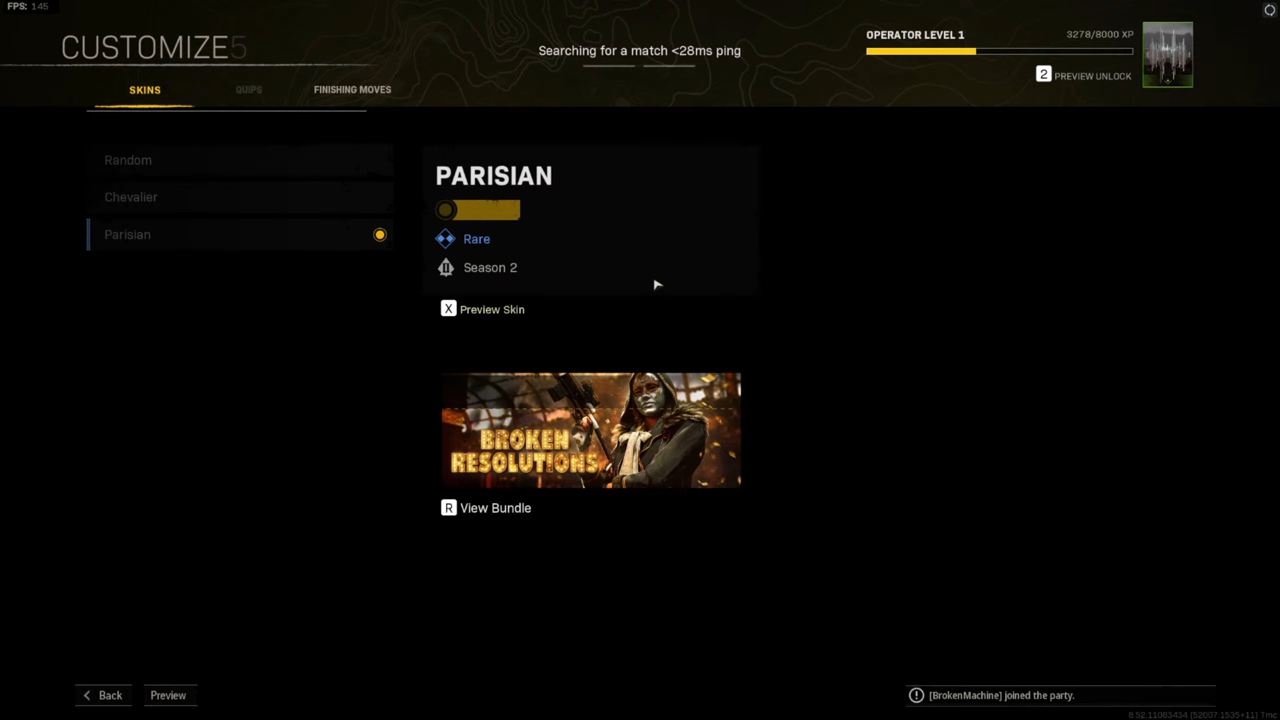 FPS: 145
CUSTOMIZE5
Searching for a match <28ms ping
OPERATOR LEVEL 1
3278/8000 XP
2 PREVIEW UNLOCK
SKINS
QUIPS
FINISHING MOVES
Random
Chevalier
Parisian
PARISIAN
Rare
Season 2
X Preview Skin
BROKEN
RESOLUTIONS
R View Bundle
Back
Preview
[BrokenMachine] joined the party.